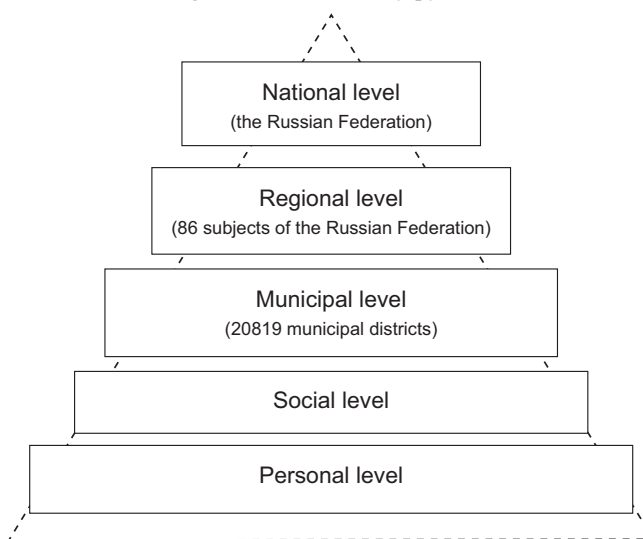 National level
(the Russian Federation)
Regional level
(86 subjects of the Russian Federation)
Municipal level
(20819 municipal districts)
Social level
Personal level